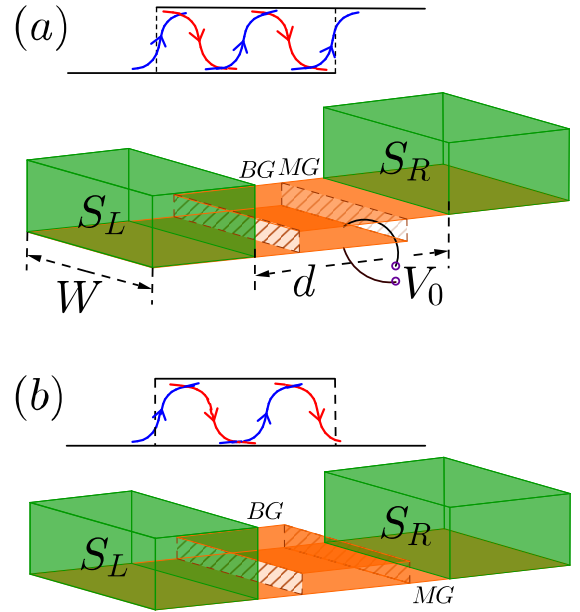 (a)
BG MG
S_L S_R
W d V_0
(b)
BG
S_L S_R
MG